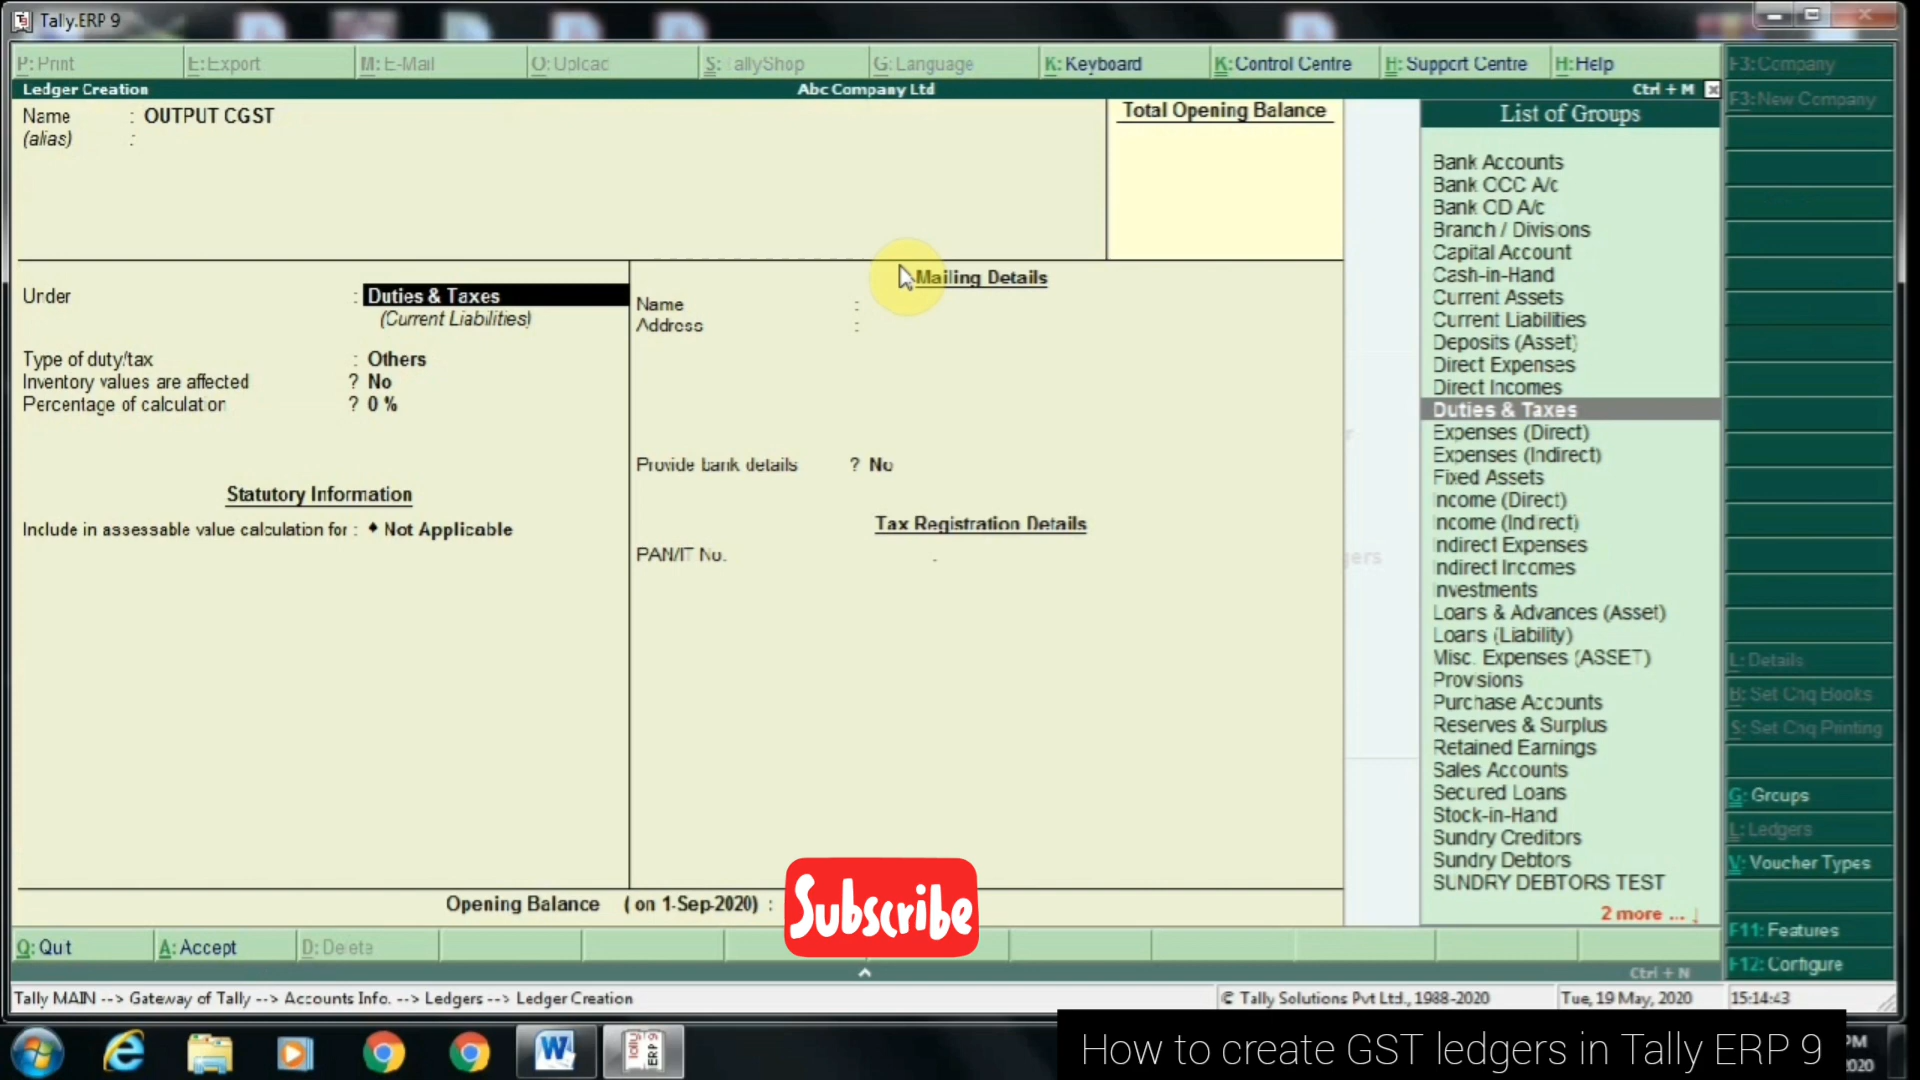 Tally.ERP 9
P: Print
E: Export
M: E-Mail
O: Upload
S: TallyShop
G: Language
K: Keyboard
K: Control Centre
H: Support Centre
H: Help
F3: Company
F3: New Company
Ledger Creation
Abc Company Ltd
Ctrl + M
Name : OUTPUT CGST
(alias) :
Total Opening Balance
Under : Duties & Taxes
(Current Liabilities)
Type of duty/tax : Others
Inventory values are affected ? No
Percentage of calculation ? 0 %
Statutory Information
Include in assessable value calculation for : ♦ Not Applicable
Mailing Details
Name :
Address :
Provide bank details ? No
Tax Registration Details
PAN/IT No. :
Opening Balance ( on 1-Sep-2020) :
Subscribe
List of Groups
Bank Accounts
Bank OCC A/c
Bank OD A/c
Branch / Divisions
Capital Account
Cash-in-Hand
Current Assets
Current Liabilities
Deposits (Asset)
Direct Expenses
Direct Incomes
Duties & Taxes
Expenses (Direct)
Expenses (Indirect)
Fixed Assets
Income (Direct)
Income (Indirect)
Indirect Expenses
Indirect Incomes
Investments
Loans & Advances (Asset)
Loans (Liability)
Misc. Expenses (ASSET)
Provisions
Purchase Accounts
Reserves & Surplus
Retained Earnings
Sales Accounts
Secured Loans
Stock-in-Hand
Sundry Creditors
Sundry Debtors
SUNDRY DEBTORS TEST
2 more ... ↓
L: Details
B: Set Chq Books
S: Set Chq Printing
G: Groups
L: Ledgers
V: Voucher Types
F11: Features
F12: Configure
Q: Quit
A: Accept
D: Delete
Ctrl + N
Tally MAIN --> Gateway of Tally --> Accounts Info. --> Ledgers --> Ledger Creation
© Tally Solutions Pvt Ltd., 1988-2020
Tue, 19 May, 2020
15:14:43
How to create GST ledgers in Tally ERP 9
PM
2020